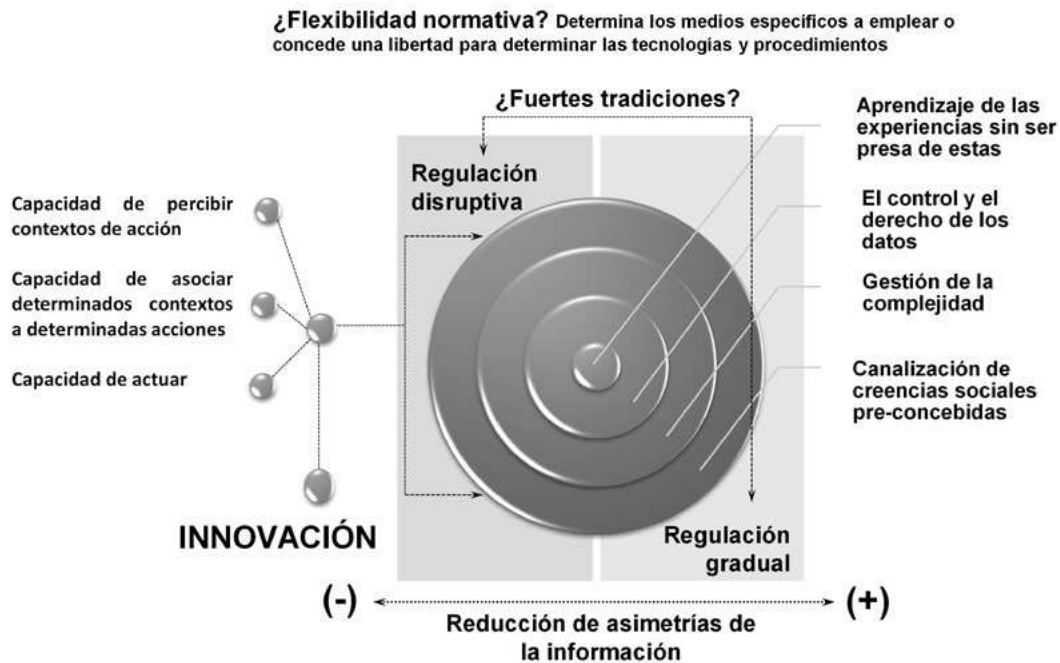 ¿Flexibilidad normativa? Determina los medios específicos a emplear o
concede una libertad para determinar las tecnologías y procedimientos
¿Fuertes tradiciones?
Regulación
disruptiva
Capacidad de percibir
contextos de acción
Capacidad de asociar
determinados contextos
a determinadas acciones
Capacidad de actuar
INNOVACIÓN
Aprendizaje de las
experiencias sin ser
presa de estas
El control y el
derecho de los
datos
Gestión de la
complejidad
Canalización de
creencias sociales
pre-concebidas
Regulación
gradual
(-)
(+)
Reducción de asimetrías de
la información